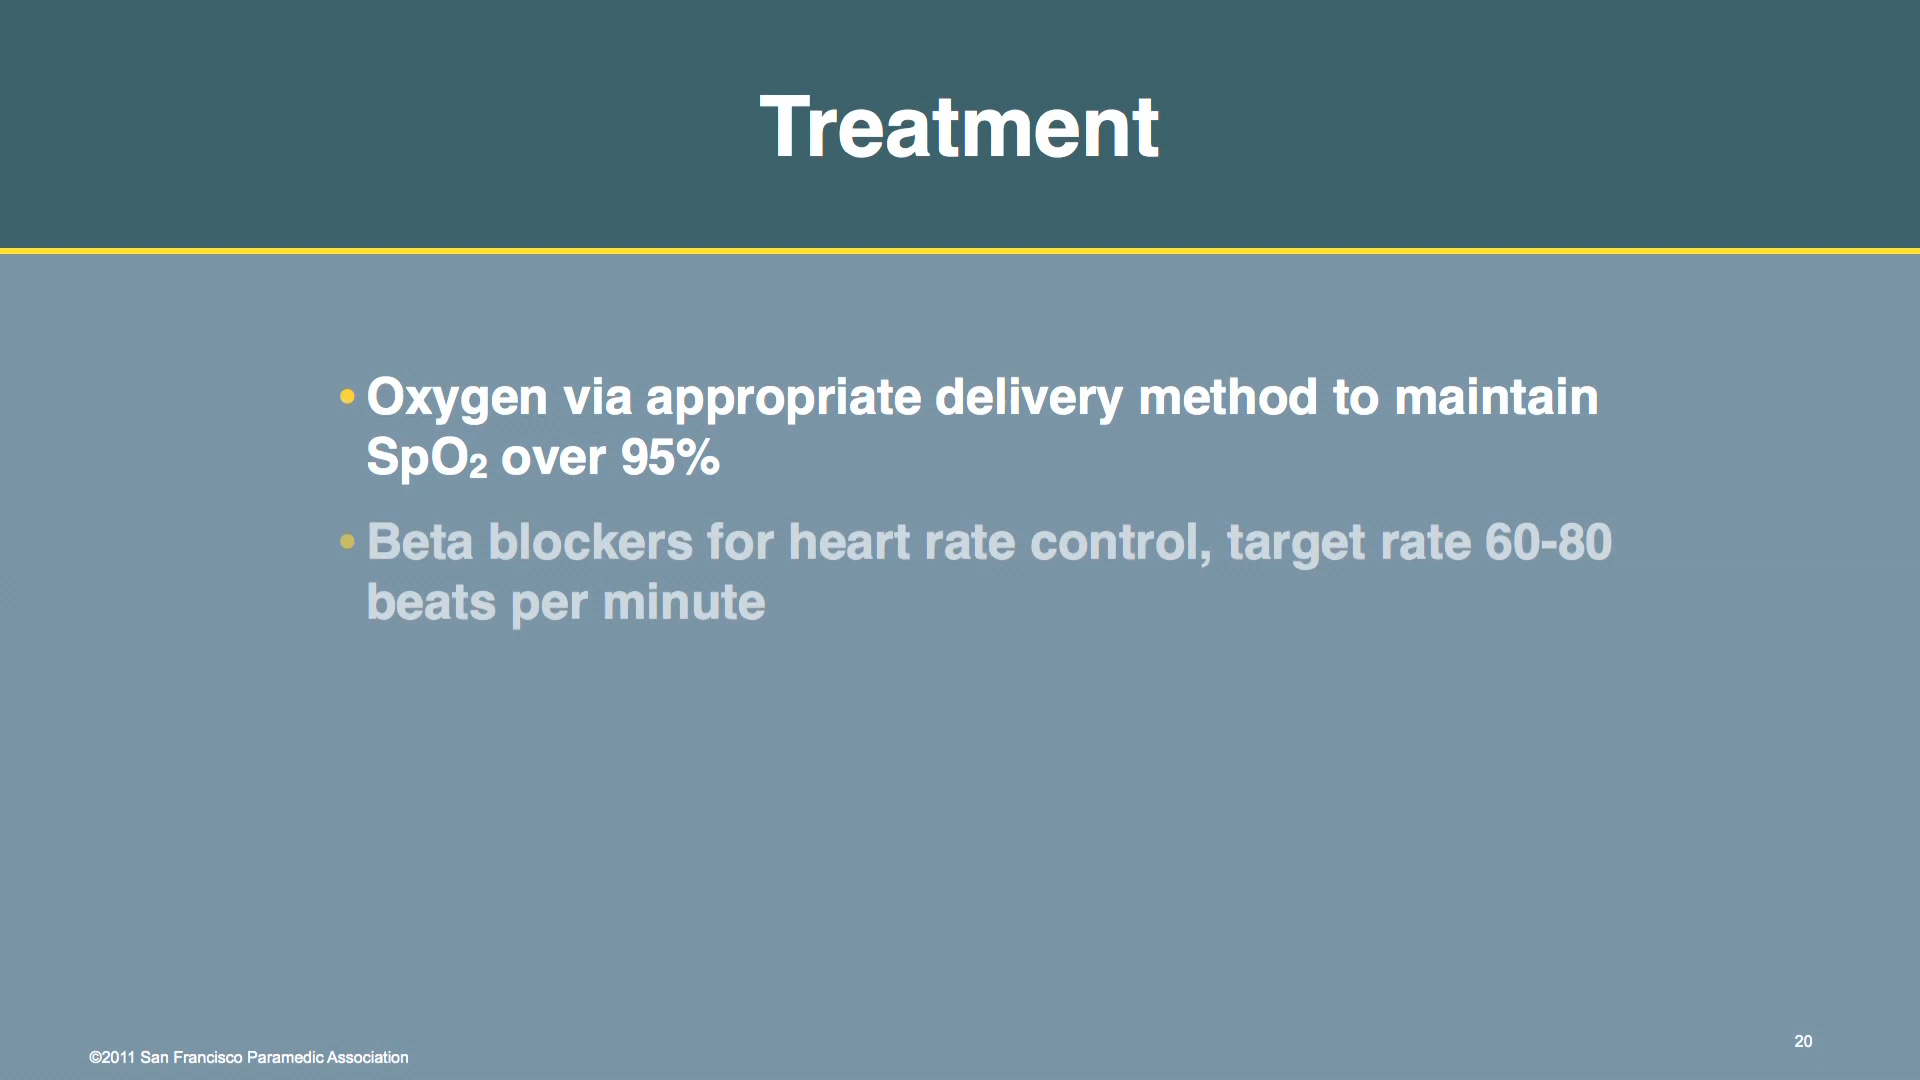 Treatment
• Oxygen via appropriate delivery method to maintain
SpO₂ over 95%
• Beta blockers for heart rate control, target rate 60-80
beats per minute
©2011 San Francisco Paramedic Association
20